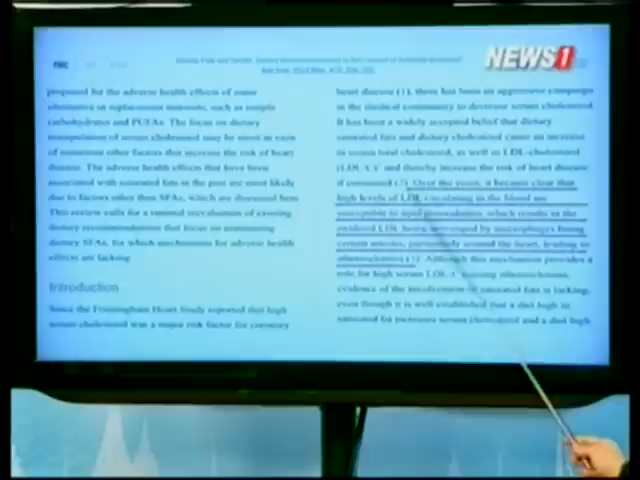 NEWS1
proposed for the adverse health effects of some
alternative or replacement nutrients, such as simple
carbohydrates and PUFAs. The focus on dietary
manipulation of serum cholesterol may be moot in view
of numerous other factors that increase the risk of heart
disease. The adverse health effects that have been
associated with saturated fats in the past are most likely
due to factors other than SFAs, which are discussed here
This review calls for a rational reevaluation of existing
dietary recommendations that focus on minimizing
dietary SFAs, for which mechanisms for adverse health
effects are lacking
Introduction
Since the Framingham Heart Study reported that high
serum cholesterol was a major risk factor for coronary
heart disease (1), there has been an aggressive campaign
in the medical community to decrease serum cholesterol
It has been a widely accepted belief that dietary
saturated fats and dietary cholesterol cause an increase
in serum total cholesterol, as well as LDL-cholesterol
(LDL-C) and thereby increase the risk of heart disease
if consumed (2). Over the years, it became clear that
high levels of LDL circulating in the blood are
susceptible to lipid peroxidation, which results in the
oxidized LDL being scavenged by macrophages lining
certain arteries, particularly around the heart, leading to
atherosclerosis (3). Although this mechanism provides a
role for high serum LDL-C causing atherosclerosis,
evidence of the involvement of saturated fats is lacking,
even though it is well established that a diet high in
saturated fat increases serum cholesterol and a diet high